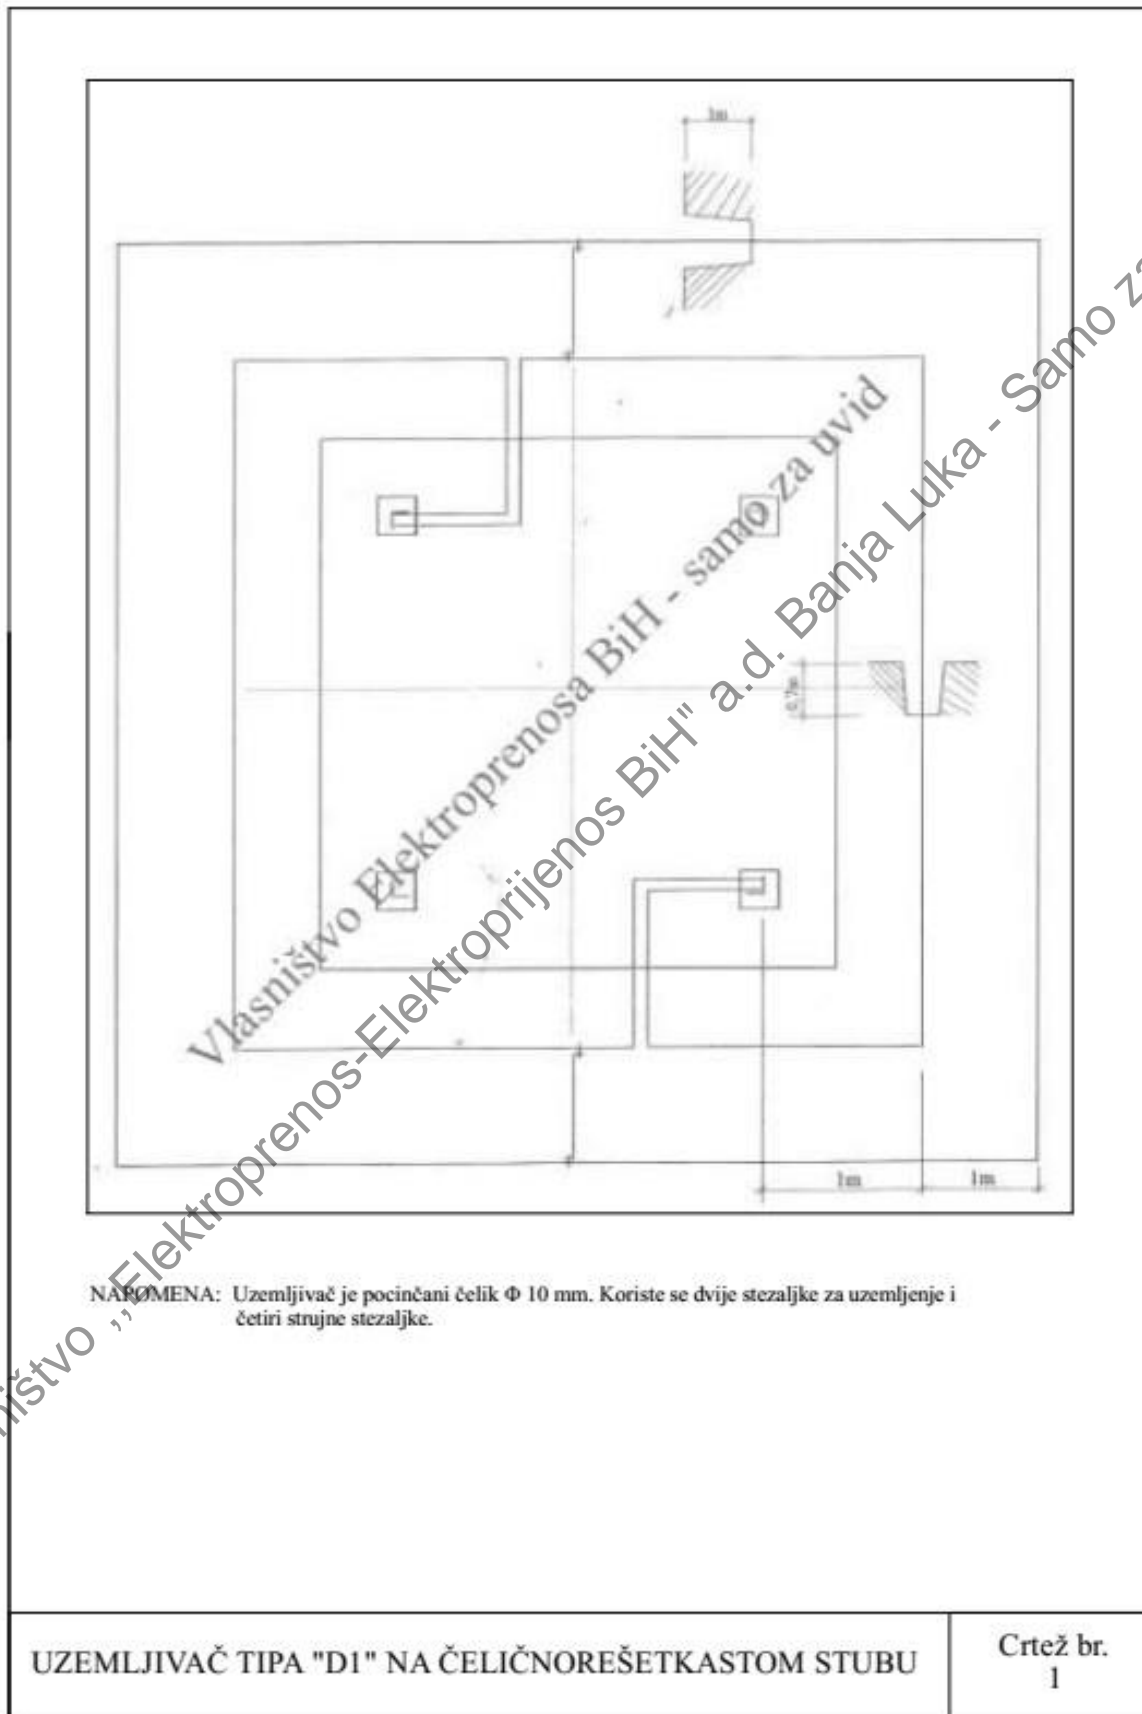 1m
0,7m
1m
1m
Vlasništvo Elektroprenosa BiH - samo za uvid
ništvo ,,Elektroprenos-Elektroprijenos BiH" a.d. Banja Luka - Samo za
NAPOMENA: Uzemljivač je pocinčani čelik Φ 10 mm. Koriste se dvije stezaljke za uzemljenje i
četiri strujne stezaljke.
UZEMLJIVAČ TIPA "D1" NA ČELIČNOREŠETKASTOM STUBU
Crtež br.
1